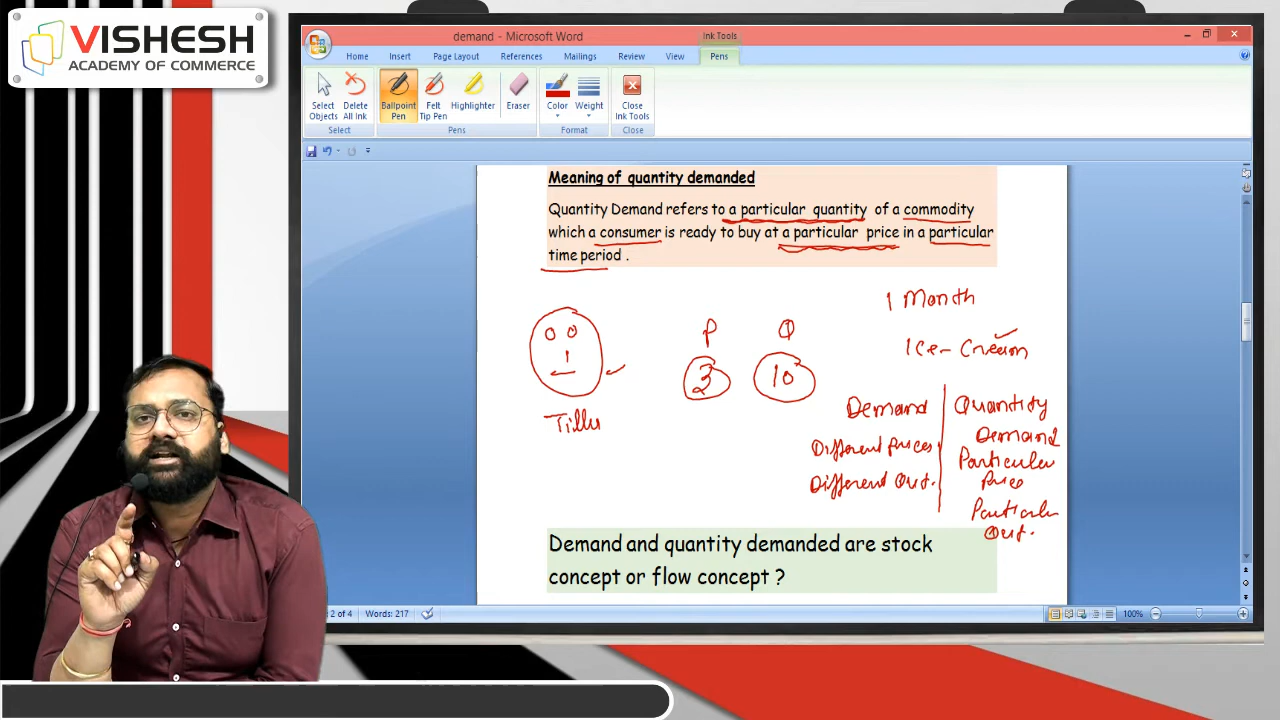 VISHESH
ACADEMY OF COMMERCE
demand - Microsoft Word
Ink Tools
Home Insert Page Layout References Mailings Review View Pens
Select Objects
Delete All Ink
Ballpoint Pen
Felt Tip Pen
Highlighter
Eraser
Color
Weight
Close Ink Tools
Select Pens Format Close
Meaning of quantity demanded
Quantity Demand refers to a particular quantity of a commodity
which a consumer is ready to buy at a particular price in a particular
time period .
1 Month
P Q
Ice-Cream
3 10
Tillu
Demand
Quantity Demand
Different prices
Particular Price
Different Qut.
Particular Qut.
Demand and quantity demanded are stock
concept or flow concept ?
2 of 4
Words: 217
100%